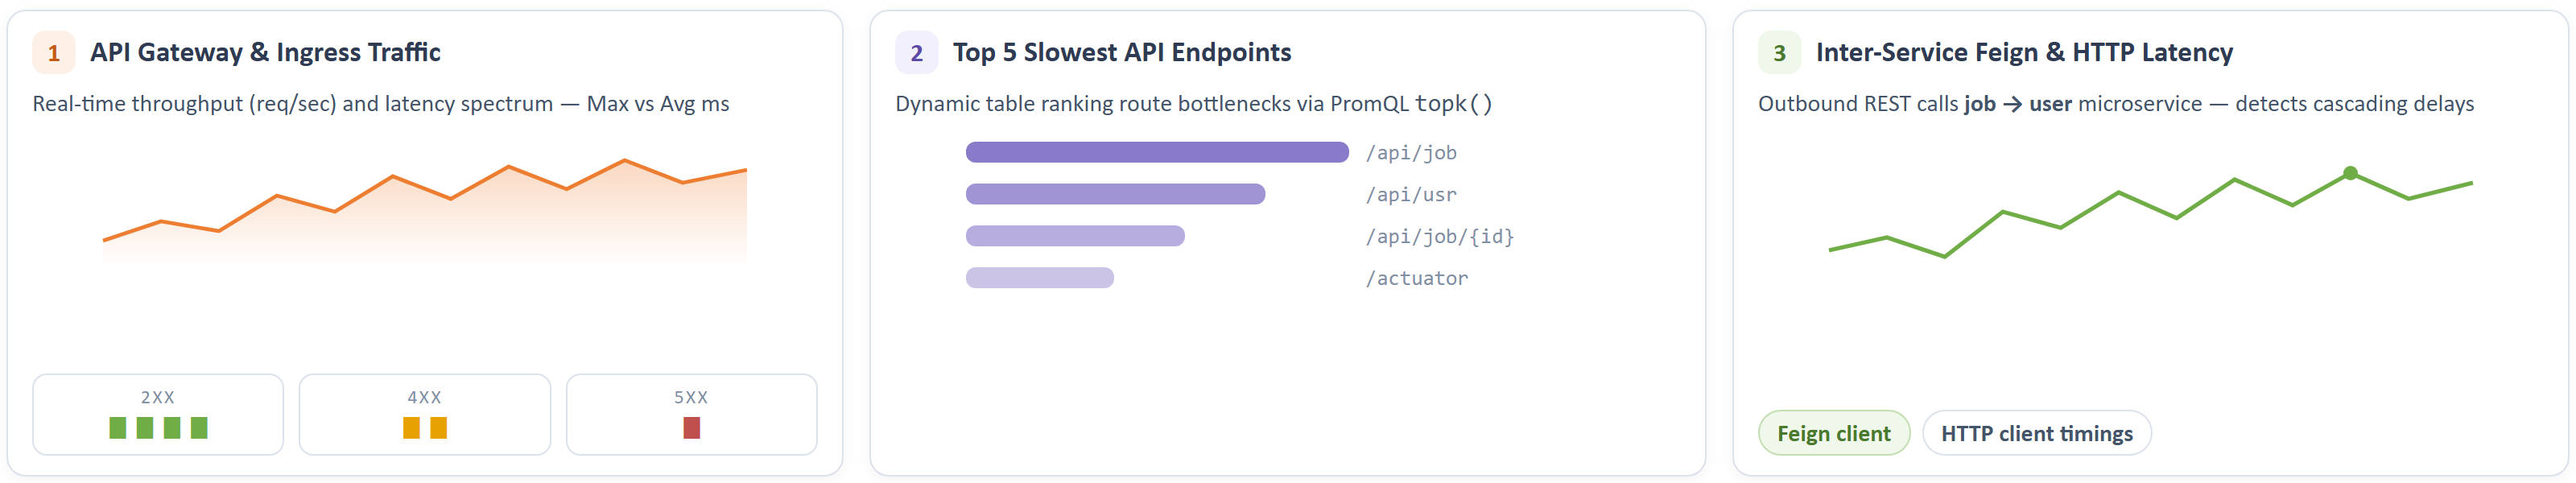 1 API Gateway & Ingress Traffic
Real-time throughput (req/sec) and latency spectrum — Max vs Avg ms
2XX
4XX
5XX
2 Top 5 Slowest API Endpoints
Dynamic table ranking route bottlenecks via PromQL topk()
/api/job
/api/usr
/api/job/{id}
/actuator
3 Inter-Service Feign & HTTP Latency
Outbound REST calls job → user microservice — detects cascading delays
Feign client
HTTP client timings